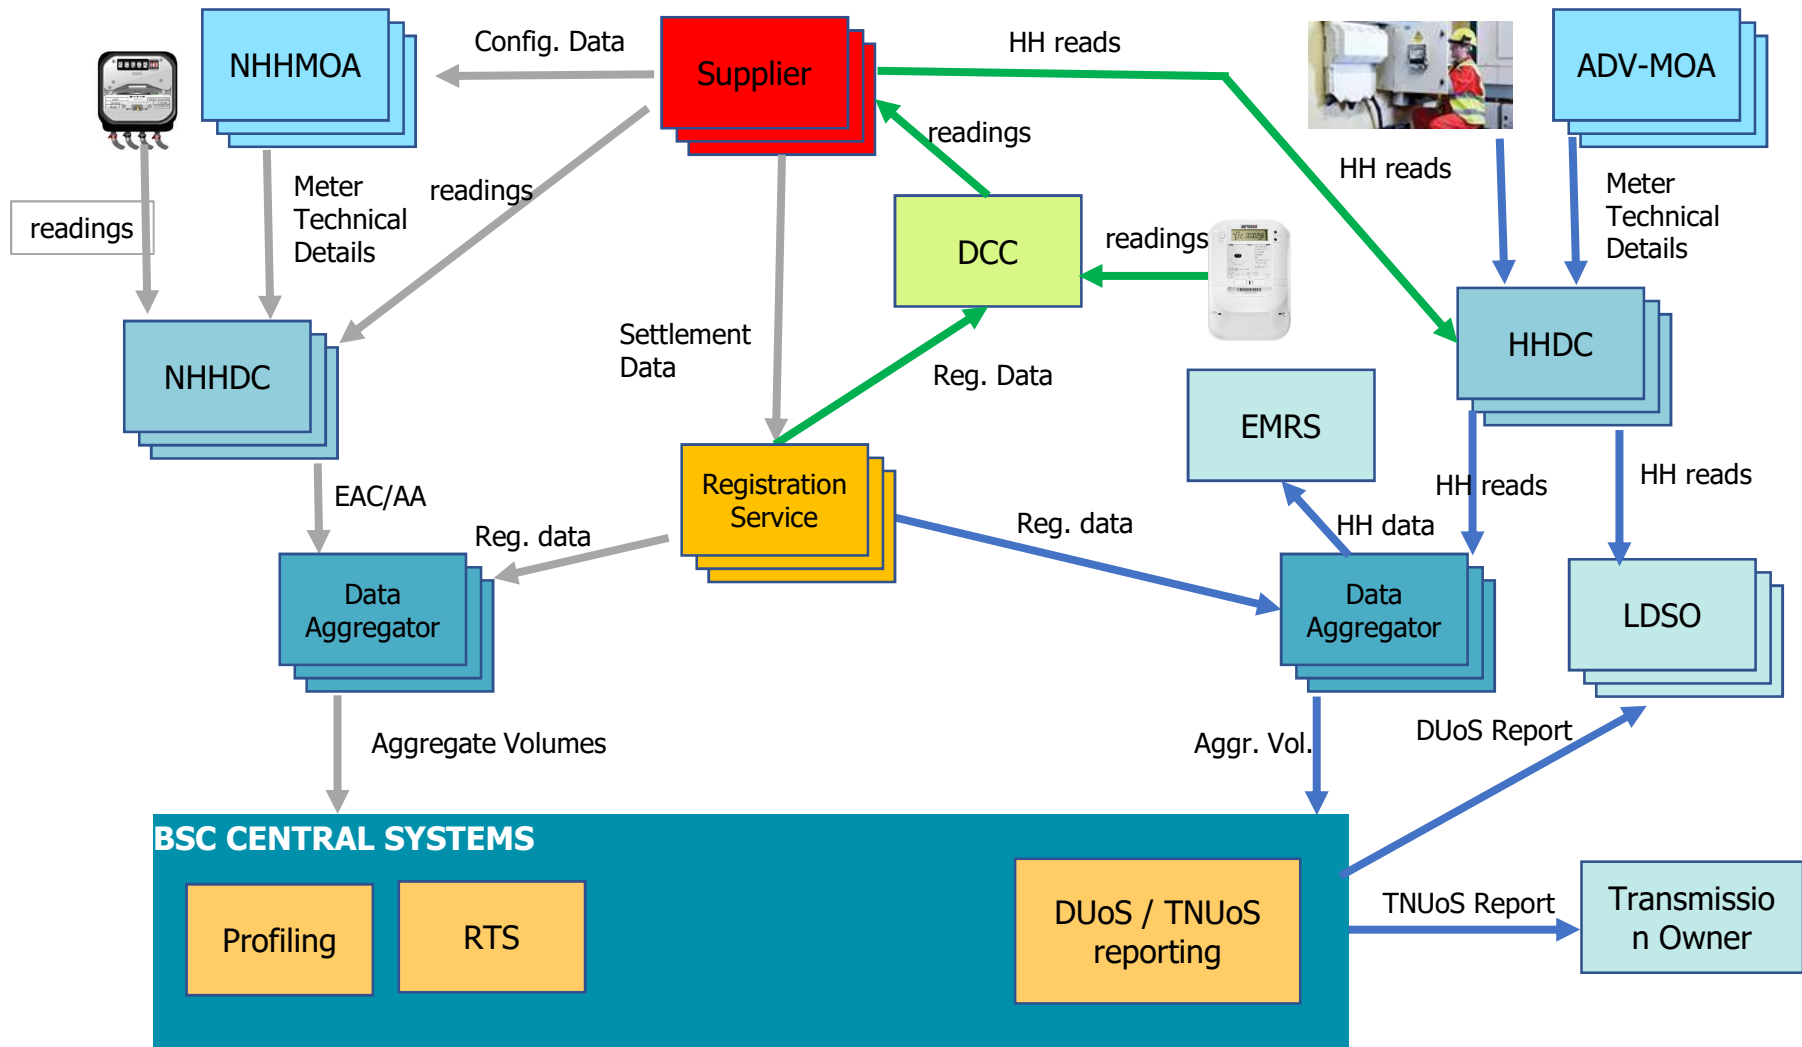 NHHMOA
Config. Data
Supplier
HH reads
ADV-MOA
readings
HH reads
readings
Meter
Technical
Details
readings
DCC
readings
Meter
Technical
Details
NHHDC
Settlement
Data
Reg. Data
HHDC
EMRS
EAC/AA
Registration
Service
HH reads
HH reads
Reg. data
Reg. data
HH data
Data
Aggregator
Data
Aggregator
LDSO
Aggregate Volumes
Aggr. Vol.
DUoS Report
BSC CENTRAL SYSTEMS
Profiling
RTS
DUoS / TNUoS
reporting
TNUoS Report
Transmissio
n Owner